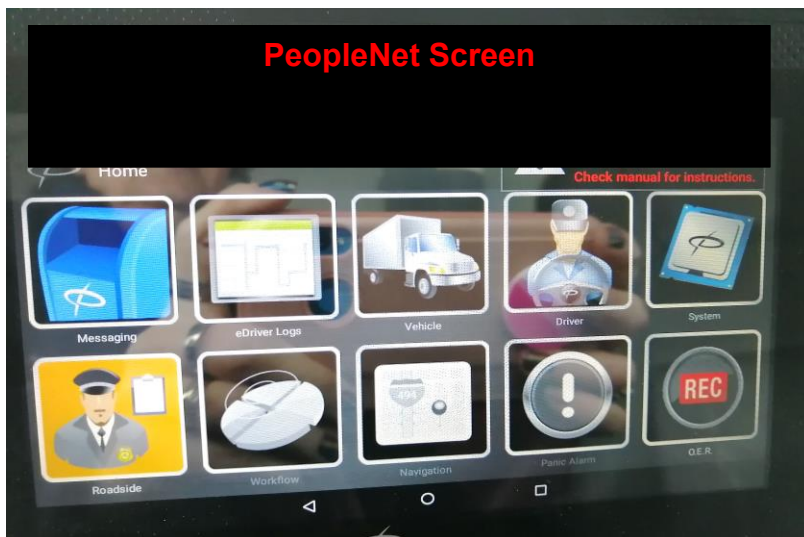 PeopleNet Screen
Home
Check manual for instructions.
Messaging
eDriver Logs
Vehicle
Driver
System
494
REC
Roadside
Workflow
Navigation
Panic Alarm
O.E.R.